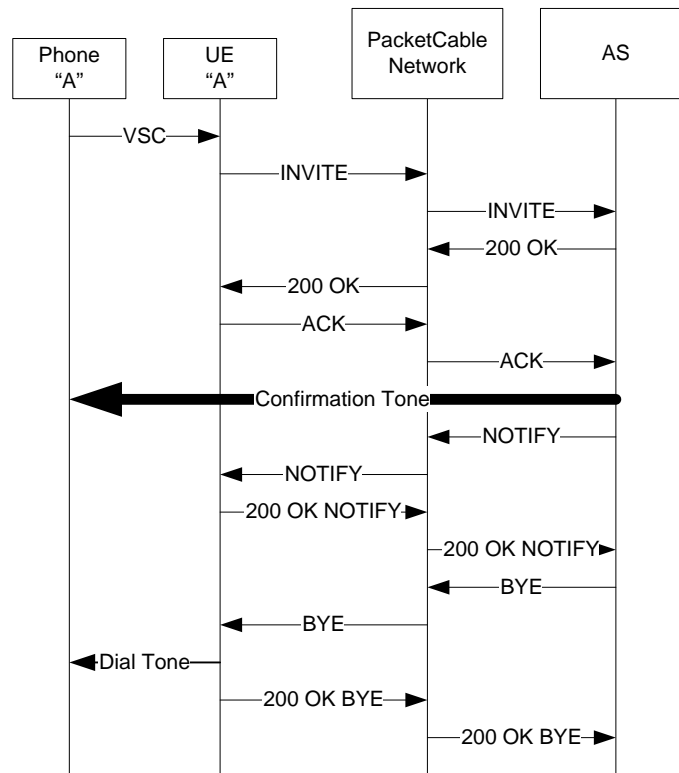 Phone
“A”
UE
“A”
PacketCable
Network
AS
VSC
INVITE
INVITE
200 OK
200 OK
ACK
ACK
Confirmation Tone
NOTIFY
NOTIFY
200 OK NOTIFY
200 OK NOTIFY
BYE
BYE
Dial Tone
200 OK BYE
200 OK BYE